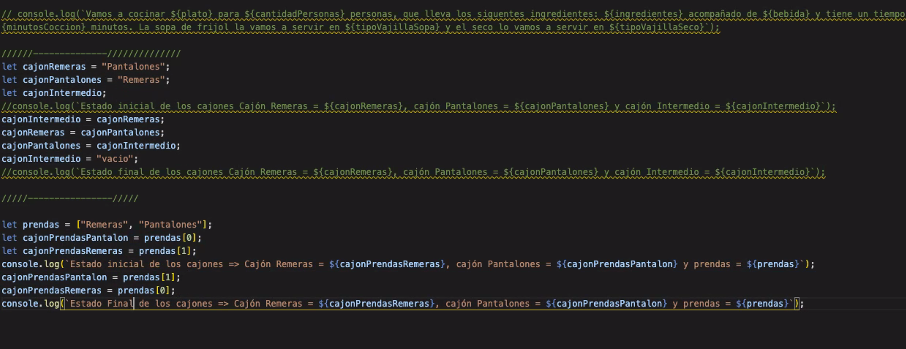 // console.log(`Vamos a cocinar ${plato} para ${cantidadPersonas} personas, que lleva los siguentes ingredientes: ${ingredientes} acompañado de ${bebida} y tiene un tiempo
{minutosCoccion} minutos. La sopa de frijol la vamos a servir en ${tipoVajillaSopa} y el seco lo vamos a servir en ${tipoVajillaSeco}`);
//////--------------//////////////
let cajonRemeras = "Pantalones";
let cajonPantalones = "Remeras";
let cajonIntermedio;
//console.log(`Estado inicial de los cajones Cajón Remeras = ${cajonRemeras}, cajón Pantalones = ${cajonPantalones} y cajón Intermedio = ${cajonIntermedio}`);
cajonIntermedio = cajonRemeras;
cajonRemeras = cajonPantalones;
cajonPantalones = cajonIntermedio;
cajonIntermedio = "vacio";
//console.log(`Estado final de los cajones Cajón Remeras = ${cajonRemeras}, cajón Pantalones = ${cajonPantalones} y cajón Intermedio = ${cajonIntermedio}`);
/////----------------/////
let prendas = ["Remeras", "Pantalones"];
let cajonPrendasPantalon = prendas[0];
let cajonPrendasRemeras = prendas[1];
console.log(`Estado inicial de los cajones => Cajón Remeras = ${cajonPrendasRemeras}, cajón Pantalones = ${cajonPrendasPantalon} y prendas = ${prendas}`);
cajonPrendasPantalon = prendas[1];
cajonPrendasRemeras = prendas[0];
console.log(`Estado Final de los cajones => Cajón Remeras = ${cajonPrendasRemeras}, cajón Pantalones = ${cajonPrendasPantalon} y prendas = ${prendas}`);